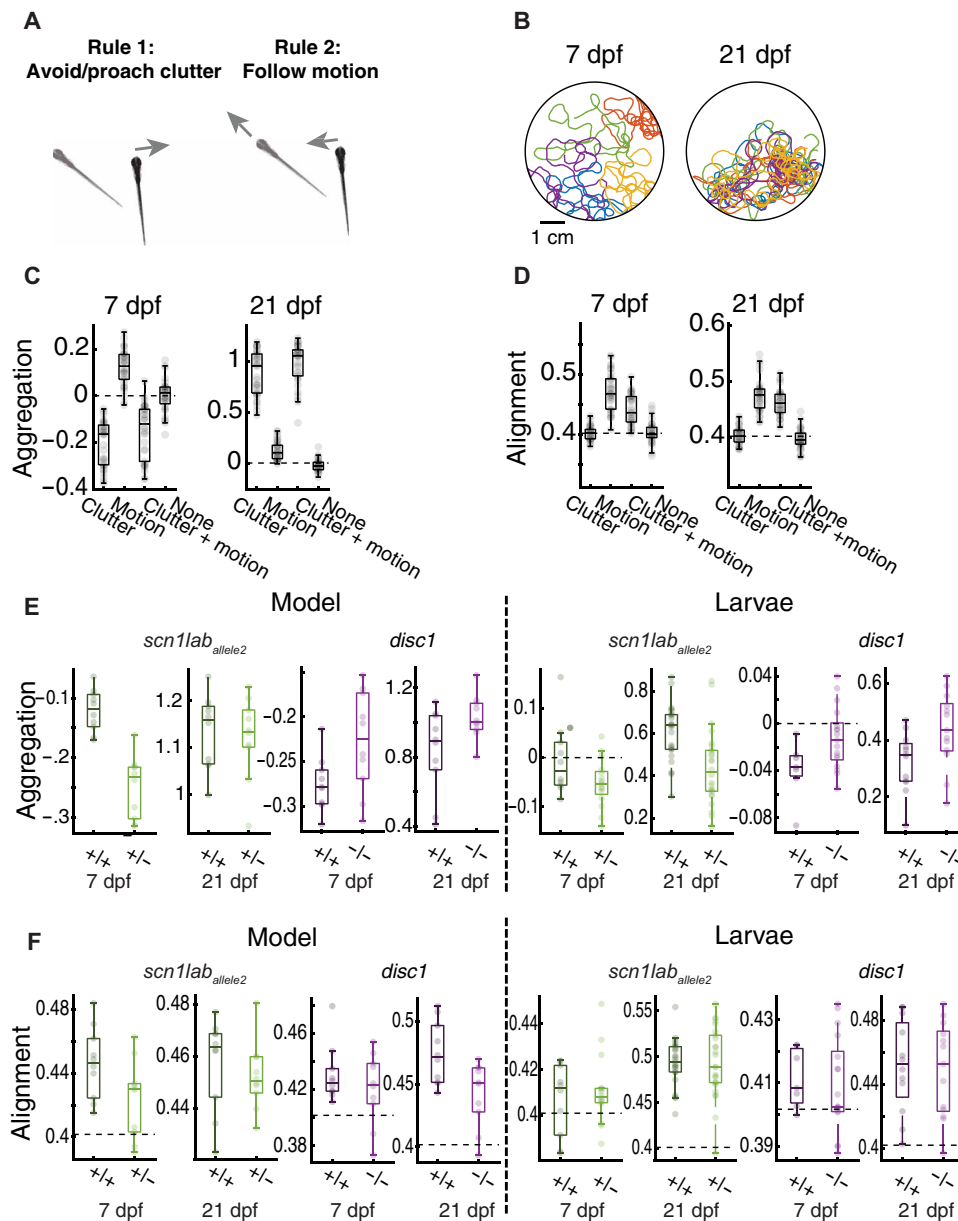 A
Rule 1:
Avoid/proach clutter
Rule 2:
Follow motion
B
7 dpf
21 dpf
1 cm
C
7 dpf
21 dpf
Aggregation
0.2
0
−0.2
−0.4
Clutter
Motion
Clutter + motion
None
1
0.5
0
Clutter
Motion
Clutter + motion
None
D
7 dpf
21 dpf
Alignment
0.5
0.4
Clutter
Motion
Clutter + motion
None
0.6
0.5
0.4
Clutter
Motion
Clutter +motion
None
E
Model
Larvae
scn1lab allele2
disc1
scn1lab allele2
disc1
Aggregation
−0.1
−0.2
−0.3
+/+
+/−
7 dpf
1.2
1.1
1
+/+
+/−
21 dpf
−0.2
−0.25
−0.3
+/+
−/−
7 dpf
1.2
1
0.8
0.6
0.4
+/+
−/−
21 dpf
0.1
0
−0.1
+/+
+/−
7 dpf
0.8
0.6
0.4
0.2
0
+/+
+/−
21 dpf
0.04
0
−0.04
−0.08
+/+
−/−
7 dpf
0.6
0.4
0.2
+/+
−/−
21 dpf
F
Model
Larvae
scn1lab allele2
disc1
scn1lab allele2
disc1
Alignment
0.48
0.44
0.4
+/+
+/−
7 dpf
0.48
0.46
0.44
+/+
+/−
21 dpf
0.46
0.42
0.38
+/+
−/−
7 dpf
0.5
0.45
0.4
+/+
−/−
21 dpf
0.44
0.42
0.4
+/+
+/−
7 dpf
0.55
0.5
0.45
0.4
+/+
+/−
21 dpf
0.43
0.41
0.39
+/+
−/−
7 dpf
0.5
0.45
0.4
+/+
−/−
21 dpf